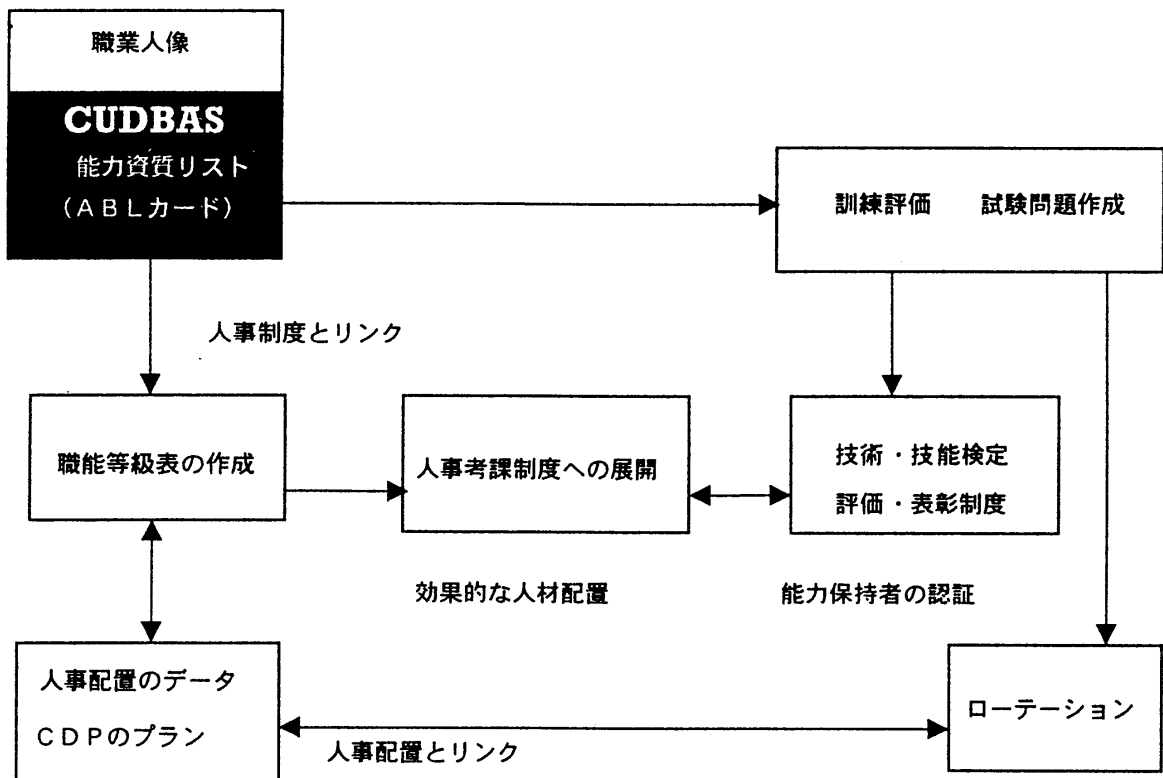 職業人像
CUDBAS
能力資質リスト
(ABLカード)
訓練評価　試験問題作成
人事制度とリンク
職能等級表の作成
人事考課制度への展開
技術・技能検定
評価・表彰制度
効果的な人材配置
能力保持者の認証
人事配置のデータ
CDPのプラン
人事配置とリンク
ローテーション